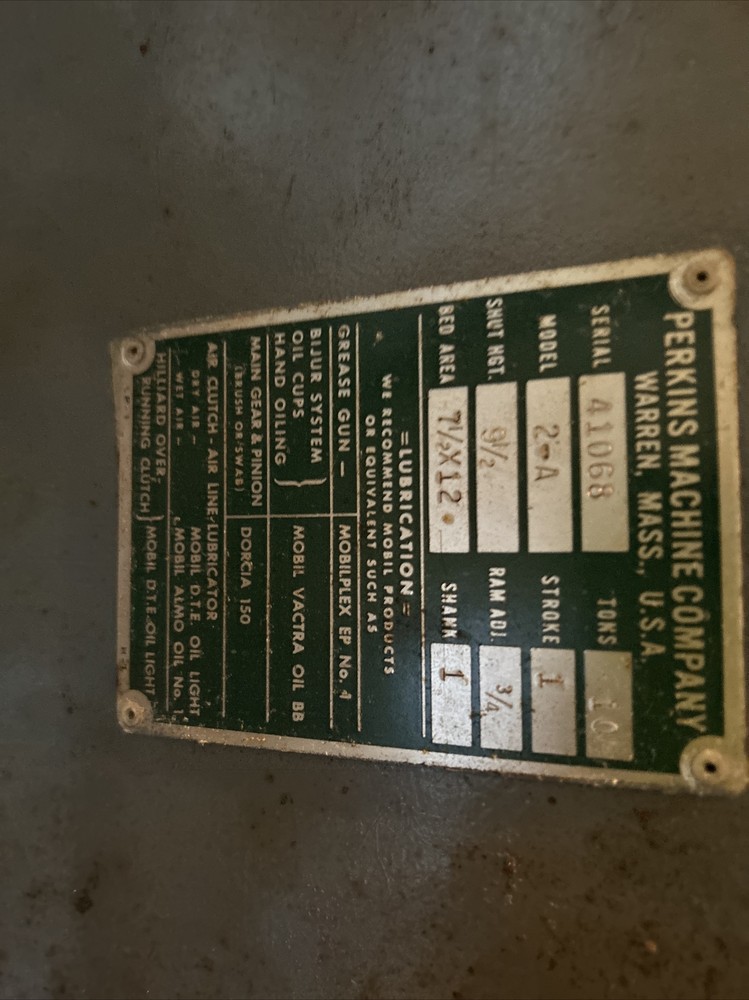 PERKINS MACHINE COMPANY
WARREN, MASS., U.S.A.
SERIAL 41068 TONS 10
MODEL 2-A STROKE 1
SHUT HGT. 9½ RAM ADJ. ¾
BED AREA 7½X12 SHANK 1
=LUBRICATION=
WE RECOMMEND MOBIL PRODUCTS
OR EQUIVALENT SUCH AS
GREASE GUN — MOBILPLEX EP No. 4
BIJUR SYSTEM
OIL CUPS } MOBIL VACTRA OIL BB
HAND OILING
MAIN GEAR & PINION DORCIA 150
(BRUSH OR SWAB)
AIR CLUTCH - AIR LINE-LUBRICATOR
DRY AIR — MOBIL D.T.E. OIL LIGHT
WET AIR — MOBIL ALMO OIL No. 1
HILLIARD OVER-
RUNNING CLUTCH } MOBIL D.T.E. OIL LIGHT